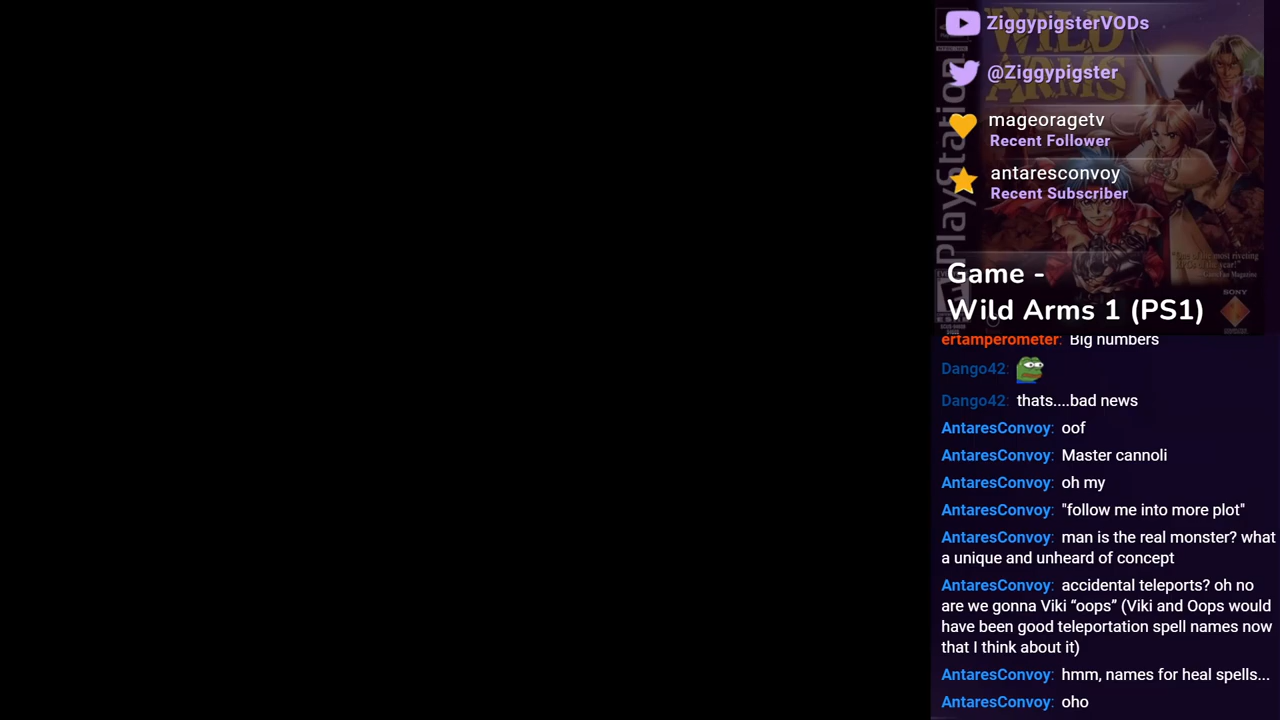 ZiggypigsterVODs
@Ziggypigster
mageoragetv
Recent Follower
antaresconvoy
Recent Subscriber
WILD
ARMS
PlayStation
Game -
Wild Arms 1 (PS1)
SONY
ertamperometer: Big numbers
Dango42:
Dango42: thats....bad news
AntaresConvoy: oof
AntaresConvoy: Master cannoli
AntaresConvoy: oh my
AntaresConvoy: "follow me into more plot"
AntaresConvoy: man is the real monster? what
a unique and unheard of concept
AntaresConvoy: accidental teleports? oh no
are we gonna Viki “oops” (Viki and Oops would
have been good teleportation spell names now
that I think about it)
AntaresConvoy: hmm, names for heal spells...
AntaresConvoy: oho